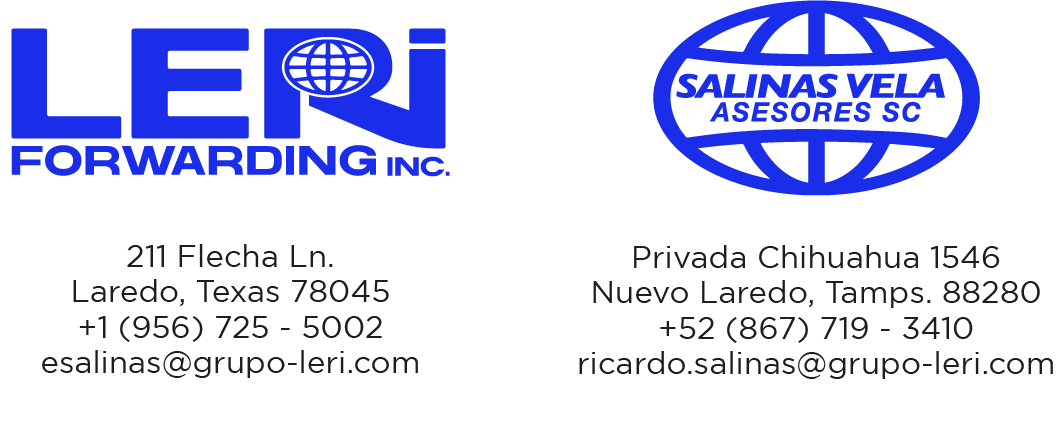 LERi
FORWARDING INC.
211 Flecha Ln.
Laredo, Texas 78045
+1 (956) 725 - 5002
esalinas@grupo-leri.com
SALINAS VELA
ASESORES SC
Privada Chihuahua 1546
Nuevo Laredo, Tamps. 88280
+52 (867) 719 - 3410
ricardo.salinas@grupo-leri.com